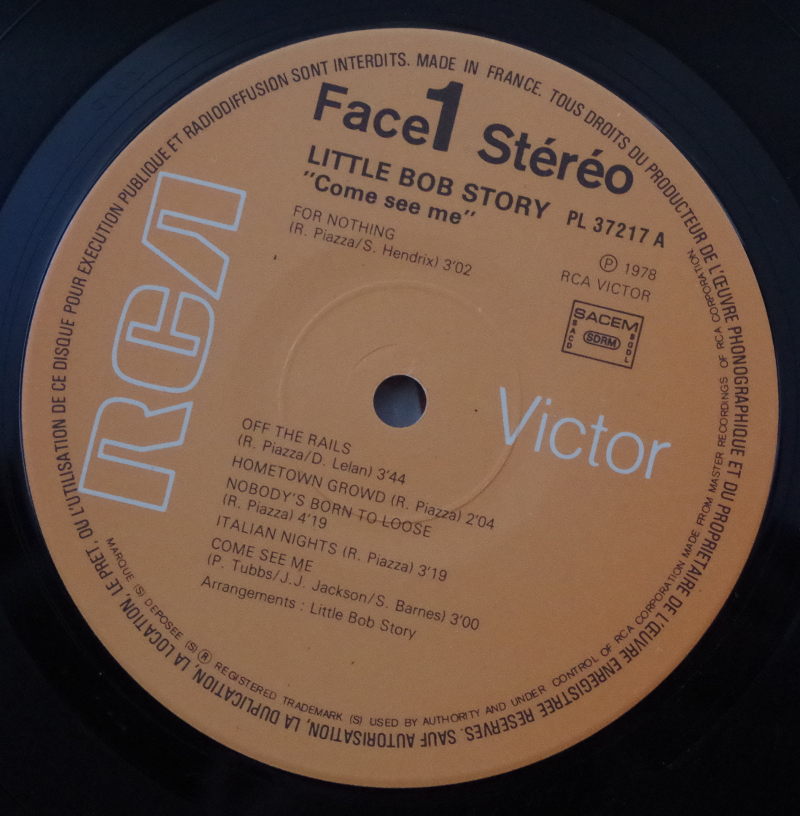 Face 1 Stéréo
LITTLE BOB STORY
"Come see me"
PL 37217 A
FOR NOTHING
(R. Piazza/S. Hendrix) 3'02
Ⓟ 1978
RCA VICTOR
SACEM
SACD
SDRM
SGDL
RCA
Victor
OFF THE RAILS
(R. Piazza/D. Lelan) 3'44
HOMETOWN GROWD (R. Piazza) 2'04
NOBODY'S BORN TO LOOSE
(R. Piazza) 4'19
ITALIAN NIGHTS (R. Piazza) 3'19
COME SEE ME
(P. Tubbs/J.J. Jackson/S. Barnes) 3'00
Arrangements : Little Bob Story
MADE IN FRANCE. TOUS DROITS DU PRODUCTEUR DE L'ŒUVRE PHONOGRAPHIQUE ET DU PROPRIETAIRE DE L'ŒUVRE ENREGISTREE RESERVES. SAUF AUTORISATION, LA DUPLICATION, LA LOCATION, LE PRET, OU L'UTILISATION DE CE DISQUE POUR EXECUTION PUBLIQUE ET RADIODIFFUSION SONT INTERDITS.
MARQUE (S) DEPOSEE (S) ® REGISTERED TRADEMARK (S) USED BY AUTHORITY AND UNDER CONTROL OF RCA CORPORATION MADE FROM MASTER RECORDINGS OF RCA CORPORATION.